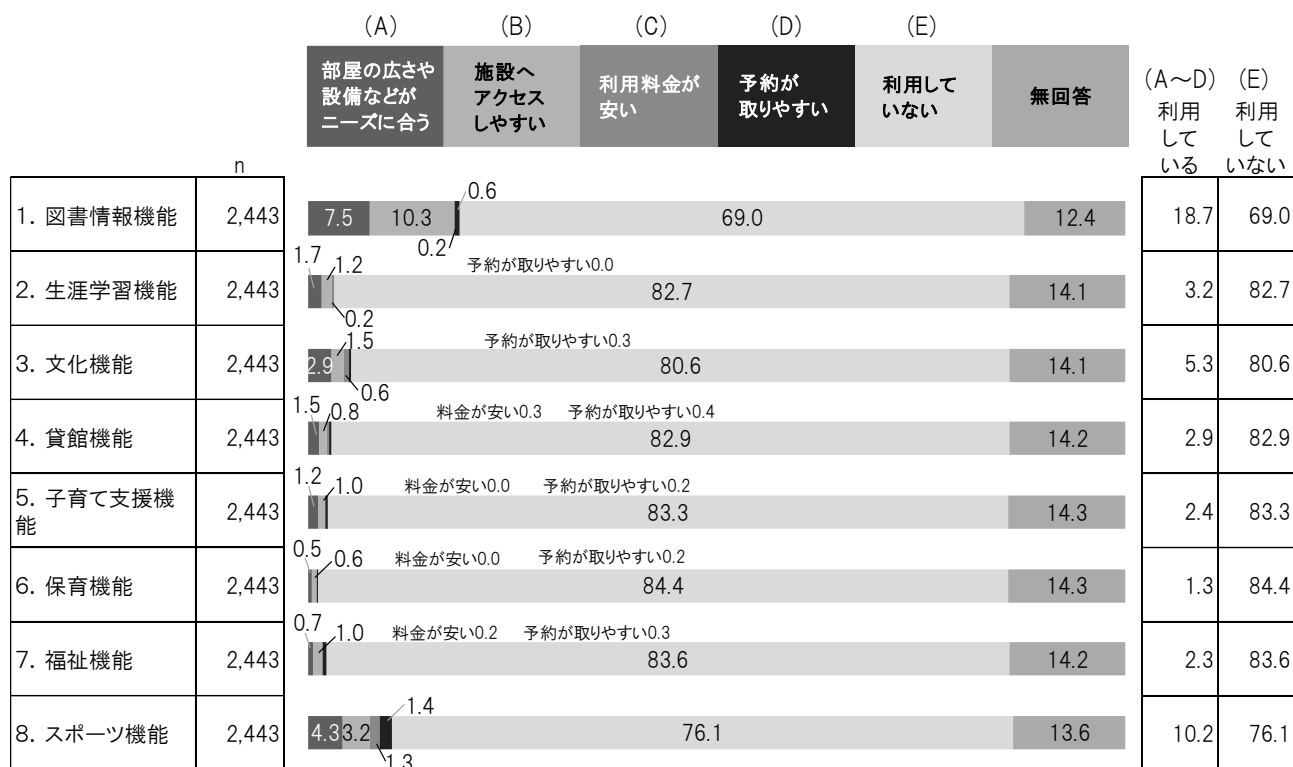 (A) (B) (C) (D) (E)
部屋の広さや
設備などが
ニーズに合う
施設へ
アクセス
しやすい
利用料金が
安い
予約が
取りやすい
利用して
いない
無回答
(A～D) (E)
利用
して
いる
利用
して
いない
n
1. 図書情報機能 2,443 7.5 10.3 0.2 0.6 69.0 12.4 18.7 69.0
2. 生涯学習機能 2,443 1.7 1.2 0.2 予約が取りやすい0.0 82.7 14.1 3.2 82.7
3. 文化機能 2,443 2.9 1.5 0.6 予約が取りやすい0.3 80.6 14.1 5.3 80.6
4. 貸館機能 2,443 1.5 0.8 料金が安い0.3 予約が取りやすい0.4 82.9 14.2 2.9 82.9
5. 子育て支援機
能 2,443 1.2 1.0 料金が安い0.0 予約が取りやすい0.2 83.3 14.3 2.4 83.3
6. 保育機能 2,443 0.5 0.6 料金が安い0.0 予約が取りやすい0.2 84.4 14.3 1.3 84.4
7. 福祉機能 2,443 0.7 1.0 料金が安い0.2 予約が取りやすい0.3 83.6 14.2 2.3 83.6
8. スポーツ機能 2,443 4.3 3.2 1.3 1.4 76.1 13.6 10.2 76.1